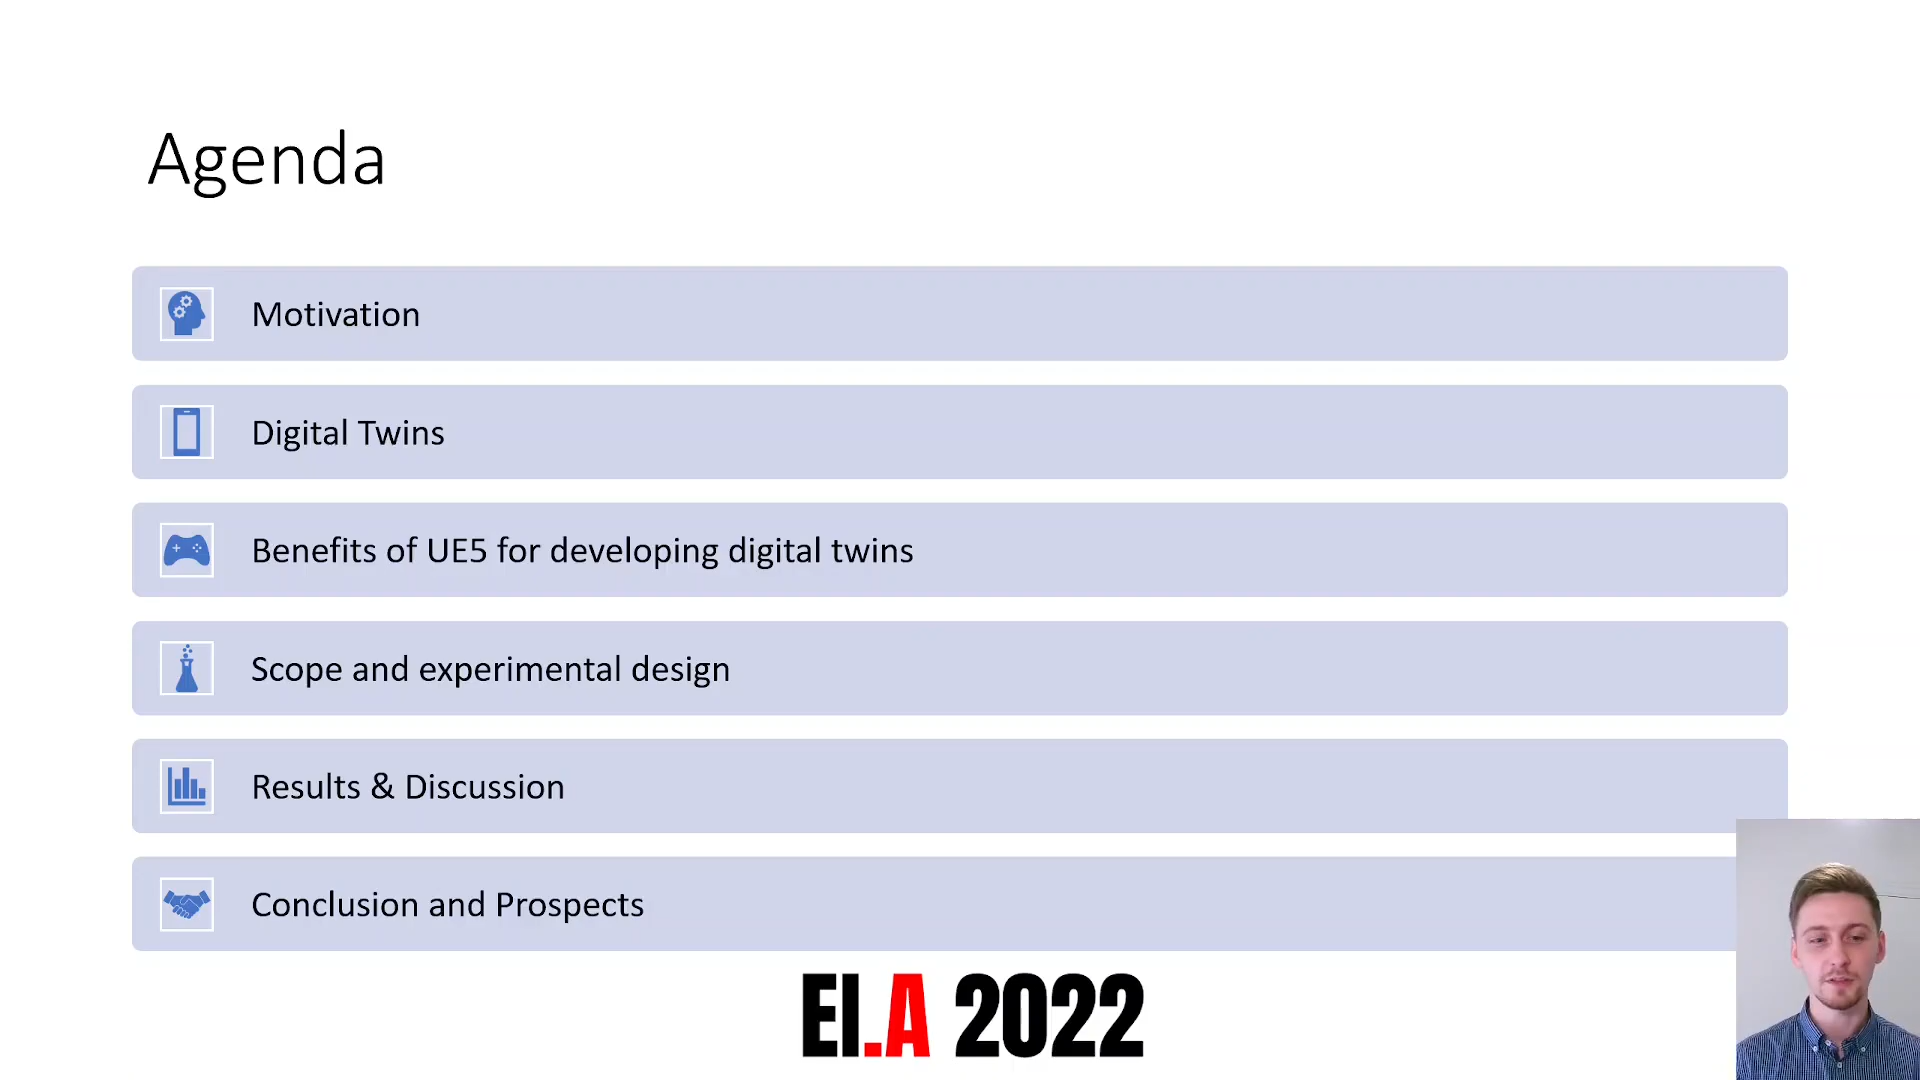 Agenda
Motivation
Digital Twins
Benefits of UE5 for developing digital twins
Scope and experimental design
Results & Discussion
Conclusion and Prospects
EI.A 2022